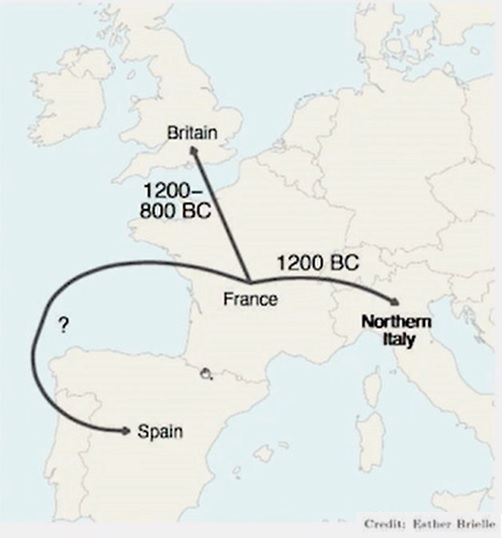 Britain
1200–
800 BC
1200 BC
France
Northern
Italy
?
Spain
Credit: Esther Brielle